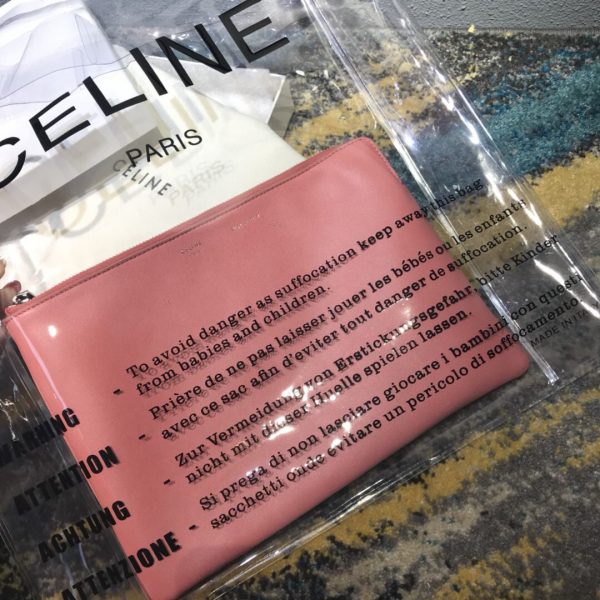 CELINE
PARIS
CELINE
PARIS
WARNING - To avoid danger as suffocation keep away this bag
from babies and children.
ATTENTION - Prière de ne pas laisser jouer les bébés ou les enfants
avec ce sac afin d'eviter tout danger de suffocation.
ACHTUNG - Zur Vermeidung von Erstickungsgefahr, bitte Kinder
nicht mit dieser Huelle spielen lassen.
ATTENZIONE - Si prega di non lasciare giocare i bambini con questi
sacchetti onde evitare un pericolo di soffocamento.
MADE IN